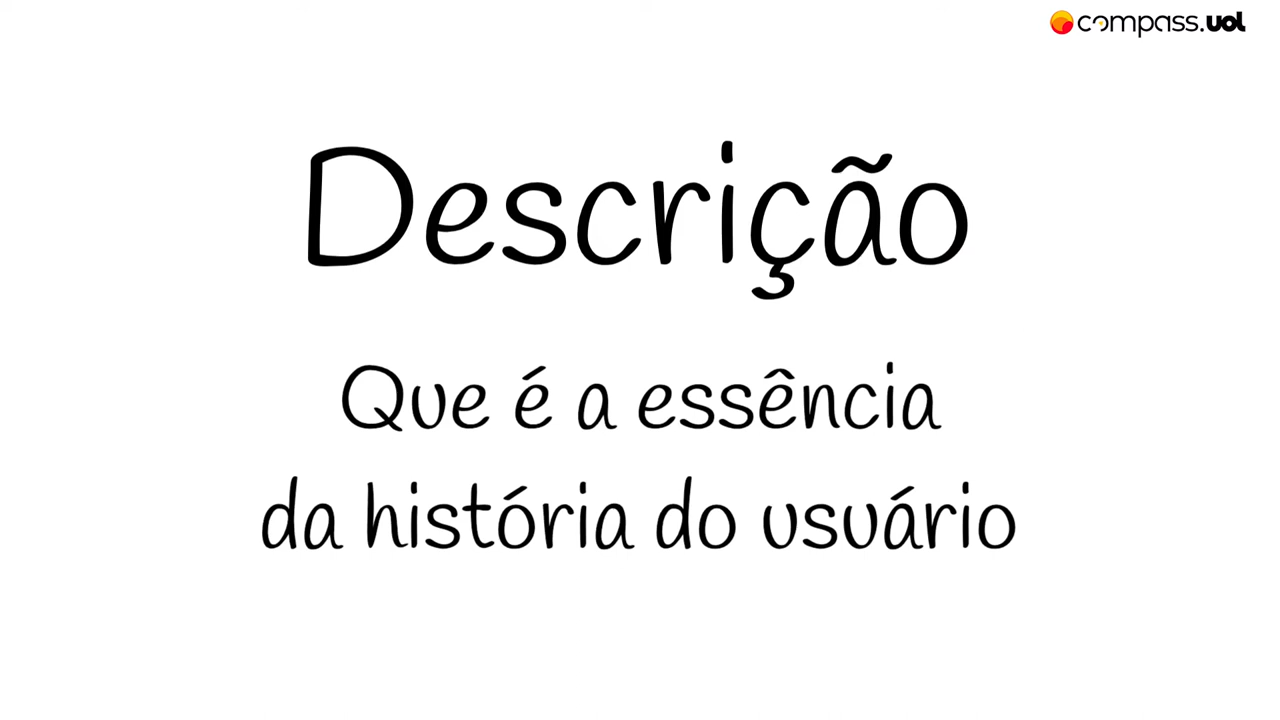 compass.uol
Descrição
Que é a essência
da história do usuário